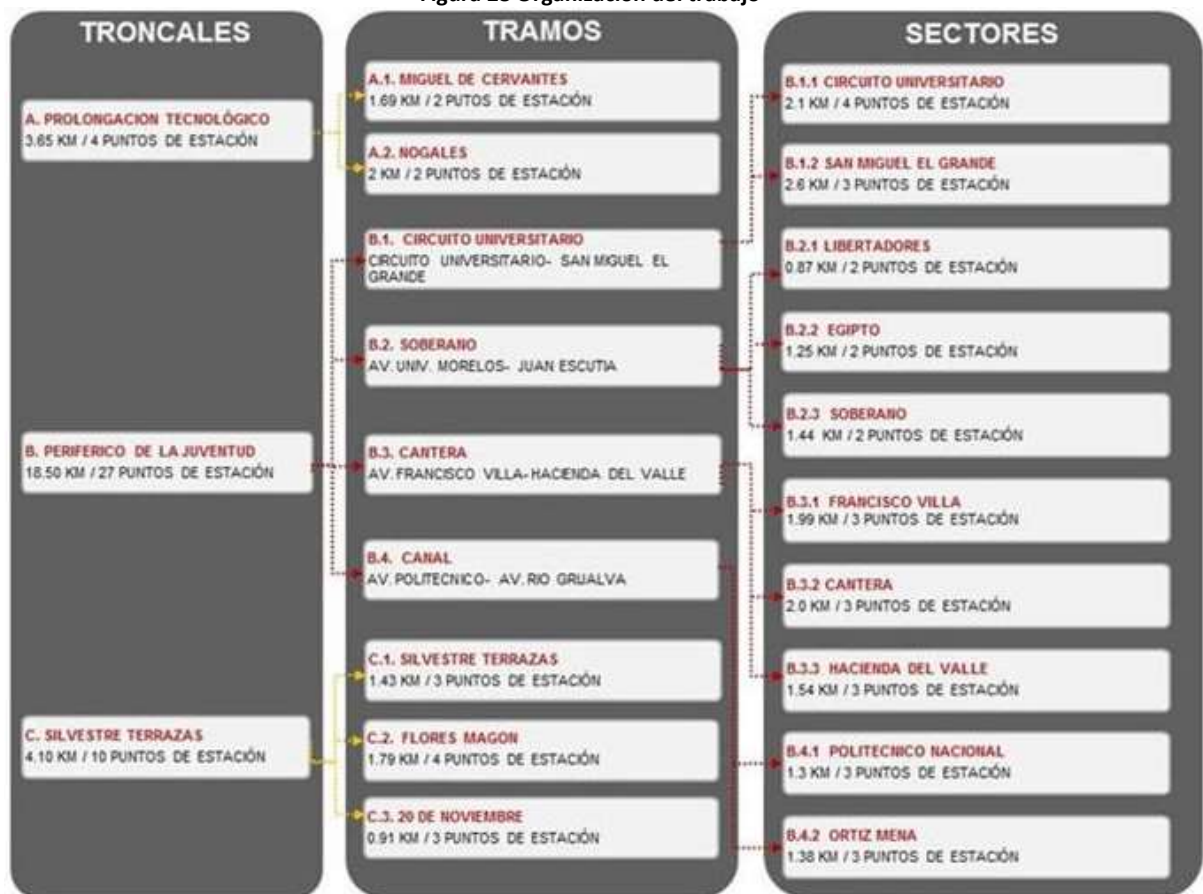 Figura 23 Organización del trabajo
TRONCALES
A. PROLONGACION TECNOLÓGICO
3.65 KM / 4 PUNTOS DE ESTACIÓN
B. PERIFERICO DE LA JUVENTUD
18.50 KM / 27 PUNTOS DE ESTACIÓN
C. SILVESTRE TERRAZAS
4.10 KM / 10 PUNTOS DE ESTACIÓN
TRAMOS
A.1. MIGUEL DE CERVANTES
1.69 KM / 2 PUTOS DE ESTACIÓN
A.2. NOGALES
2 KM / 2 PUNTOS DE ESTACIÓN
B.1. CIRCUITO UNIVERSITARIO
CIRCUITO UNIVERSITARIO- SAN MIGUEL EL
GRANDE
B.2. SOBERANO
AV. UNIV. MORELOS- JUAN ESCUTIA
B.3. CANTERA
AV. FRANCISCO VILLA-HACIENDA DEL VALLE
B.4. CANAL
AV. POLITECNICO- AV. RIO GRIJALVA
C.1. SILVESTRE TERRAZAS
1.43 KM / 3 PUNTOS DE ESTACIÓN
C.2. FLORES MAGON
1.79 KM / 4 PUNTOS DE ESTACIÓN
C.3. 20 DE NOVIEMBRE
0.91 KM / 3 PUNTOS DE ESTACIÓN
SECTORES
B.1.1 CIRCUITO UNIVERSITARIO
2.1 KM / 4 PUNTOS DE ESTACIÓN
B.1.2 SAN MIGUEL EL GRANDE
2.6 KM / 3 PUNTOS DE ESTACIÓN
B.2.1 LIBERTADORES
0.87 KM / 2 PUNTOS DE ESTACIÓN
B.2.2 EGIPTO
1.25 KM / 2 PUNTOS DE ESTACIÓN
B.2.3 SOBERANO
1.44 KM / 2 PUNTOS DE ESTACIÓN
B.3.1 FRANCISCO VILLA
1.99 KM / 3 PUNTOS DE ESTACIÓN
B.3.2 CANTERA
2.0 KM / 3 PUNTOS DE ESTACIÓN
B.3.3 HACIENDA DEL VALLE
1.54 KM / 3 PUNTOS DE ESTACIÓN
B.4.1 POLITECNICO NACIONAL
1.3 KM / 3 PUNTOS DE ESTACIÓN
B.4.2 ORTIZ MENA
1.38 KM / 3 PUNTOS DE ESTACIÓN